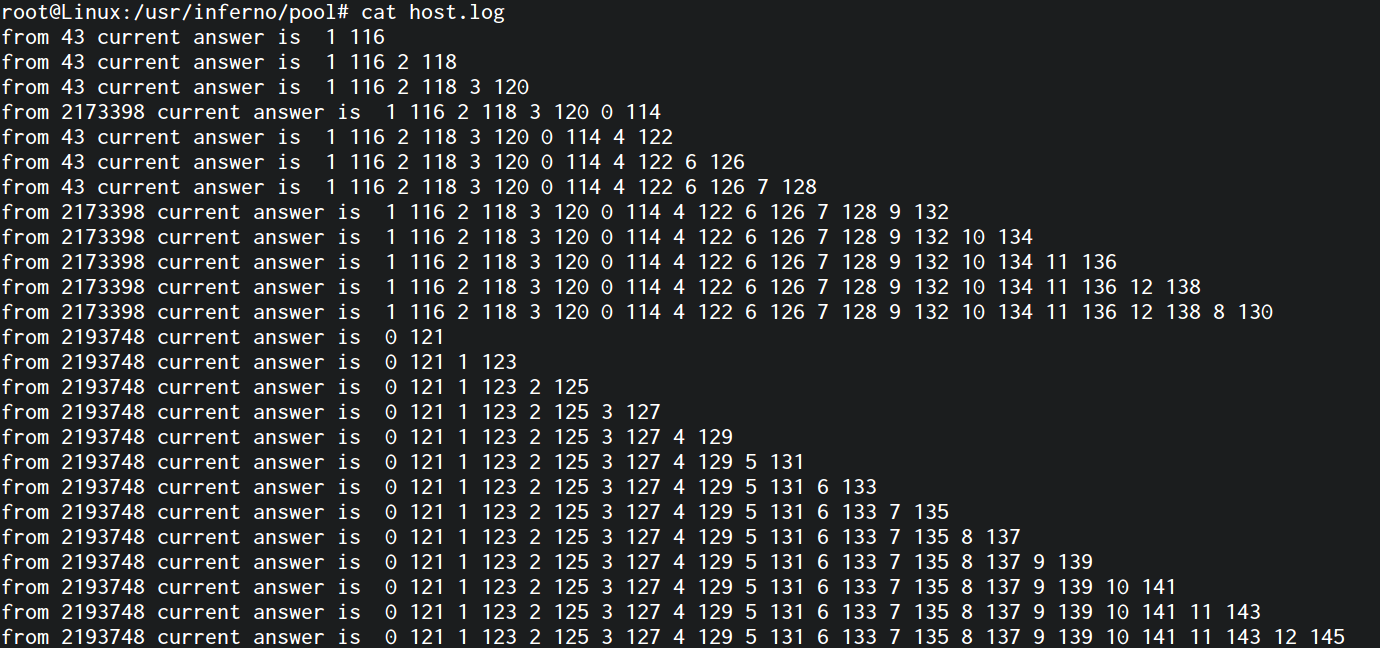 root@Linux:/usr/inferno/pool# cat host.log
from 43 current answer is  1 116
from 43 current answer is  1 116 2 118
from 43 current answer is  1 116 2 118 3 120
from 2173398 current answer is  1 116 2 118 3 120 0 114
from 43 current answer is  1 116 2 118 3 120 0 114 4 122
from 43 current answer is  1 116 2 118 3 120 0 114 4 122 6 126
from 43 current answer is  1 116 2 118 3 120 0 114 4 122 6 126 7 128
from 2173398 current answer is  1 116 2 118 3 120 0 114 4 122 6 126 7 128 9 132
from 2173398 current answer is  1 116 2 118 3 120 0 114 4 122 6 126 7 128 9 132 10 134
from 2173398 current answer is  1 116 2 118 3 120 0 114 4 122 6 126 7 128 9 132 10 134 11 136
from 2173398 current answer is  1 116 2 118 3 120 0 114 4 122 6 126 7 128 9 132 10 134 11 136 12 138
from 2173398 current answer is  1 116 2 118 3 120 0 114 4 122 6 126 7 128 9 132 10 134 11 136 12 138 8 130
from 2193748 current answer is  0 121
from 2193748 current answer is  0 121 1 123
from 2193748 current answer is  0 121 1 123 2 125
from 2193748 current answer is  0 121 1 123 2 125 3 127
from 2193748 current answer is  0 121 1 123 2 125 3 127 4 129
from 2193748 current answer is  0 121 1 123 2 125 3 127 4 129 5 131
from 2193748 current answer is  0 121 1 123 2 125 3 127 4 129 5 131 6 133
from 2193748 current answer is  0 121 1 123 2 125 3 127 4 129 5 131 6 133 7 135
from 2193748 current answer is  0 121 1 123 2 125 3 127 4 129 5 131 6 133 7 135 8 137
from 2193748 current answer is  0 121 1 123 2 125 3 127 4 129 5 131 6 133 7 135 8 137 9 139
from 2193748 current answer is  0 121 1 123 2 125 3 127 4 129 5 131 6 133 7 135 8 137 9 139 10 141
from 2193748 current answer is  0 121 1 123 2 125 3 127 4 129 5 131 6 133 7 135 8 137 9 139 10 141 11 143
from 2193748 current answer is  0 121 1 123 2 125 3 127 4 129 5 131 6 133 7 135 8 137 9 139 10 141 11 143 12 145